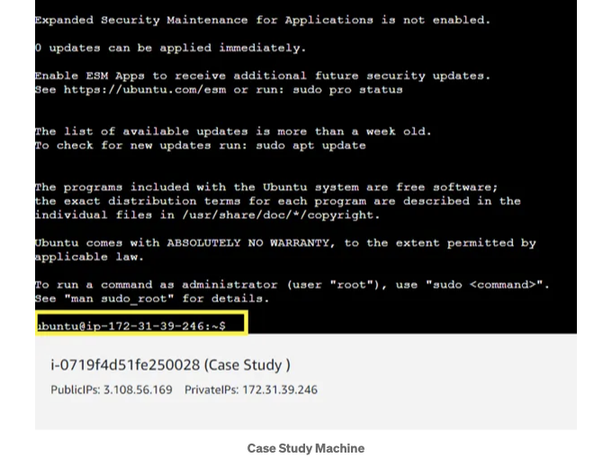 Expanded Security Maintenance for Applications is not enabled.
0 updates can be applied immediately.
Enable ESM Apps to receive additional future security updates.
See https://ubuntu.com/esm or run: sudo pro status
The list of available updates is more than a week old.
To check for new updates run: sudo apt update
The programs included with the Ubuntu system are free software;
the exact distribution terms for each program are described in the
individual files in /usr/share/doc/*/copyright.
Ubuntu comes with ABSOLUTELY NO WARRANTY, to the extent permitted by
applicable law.
To run a command as administrator (user "root"), use "sudo <command>".
See "man sudo_root" for details.
ubuntu@ip-172-31-39-246:~$
i-0719f4d51fe250028 (Case Study )
PublicIPs: 3.108.56.169 PrivateIPs: 172.31.39.246
Case Study Machine